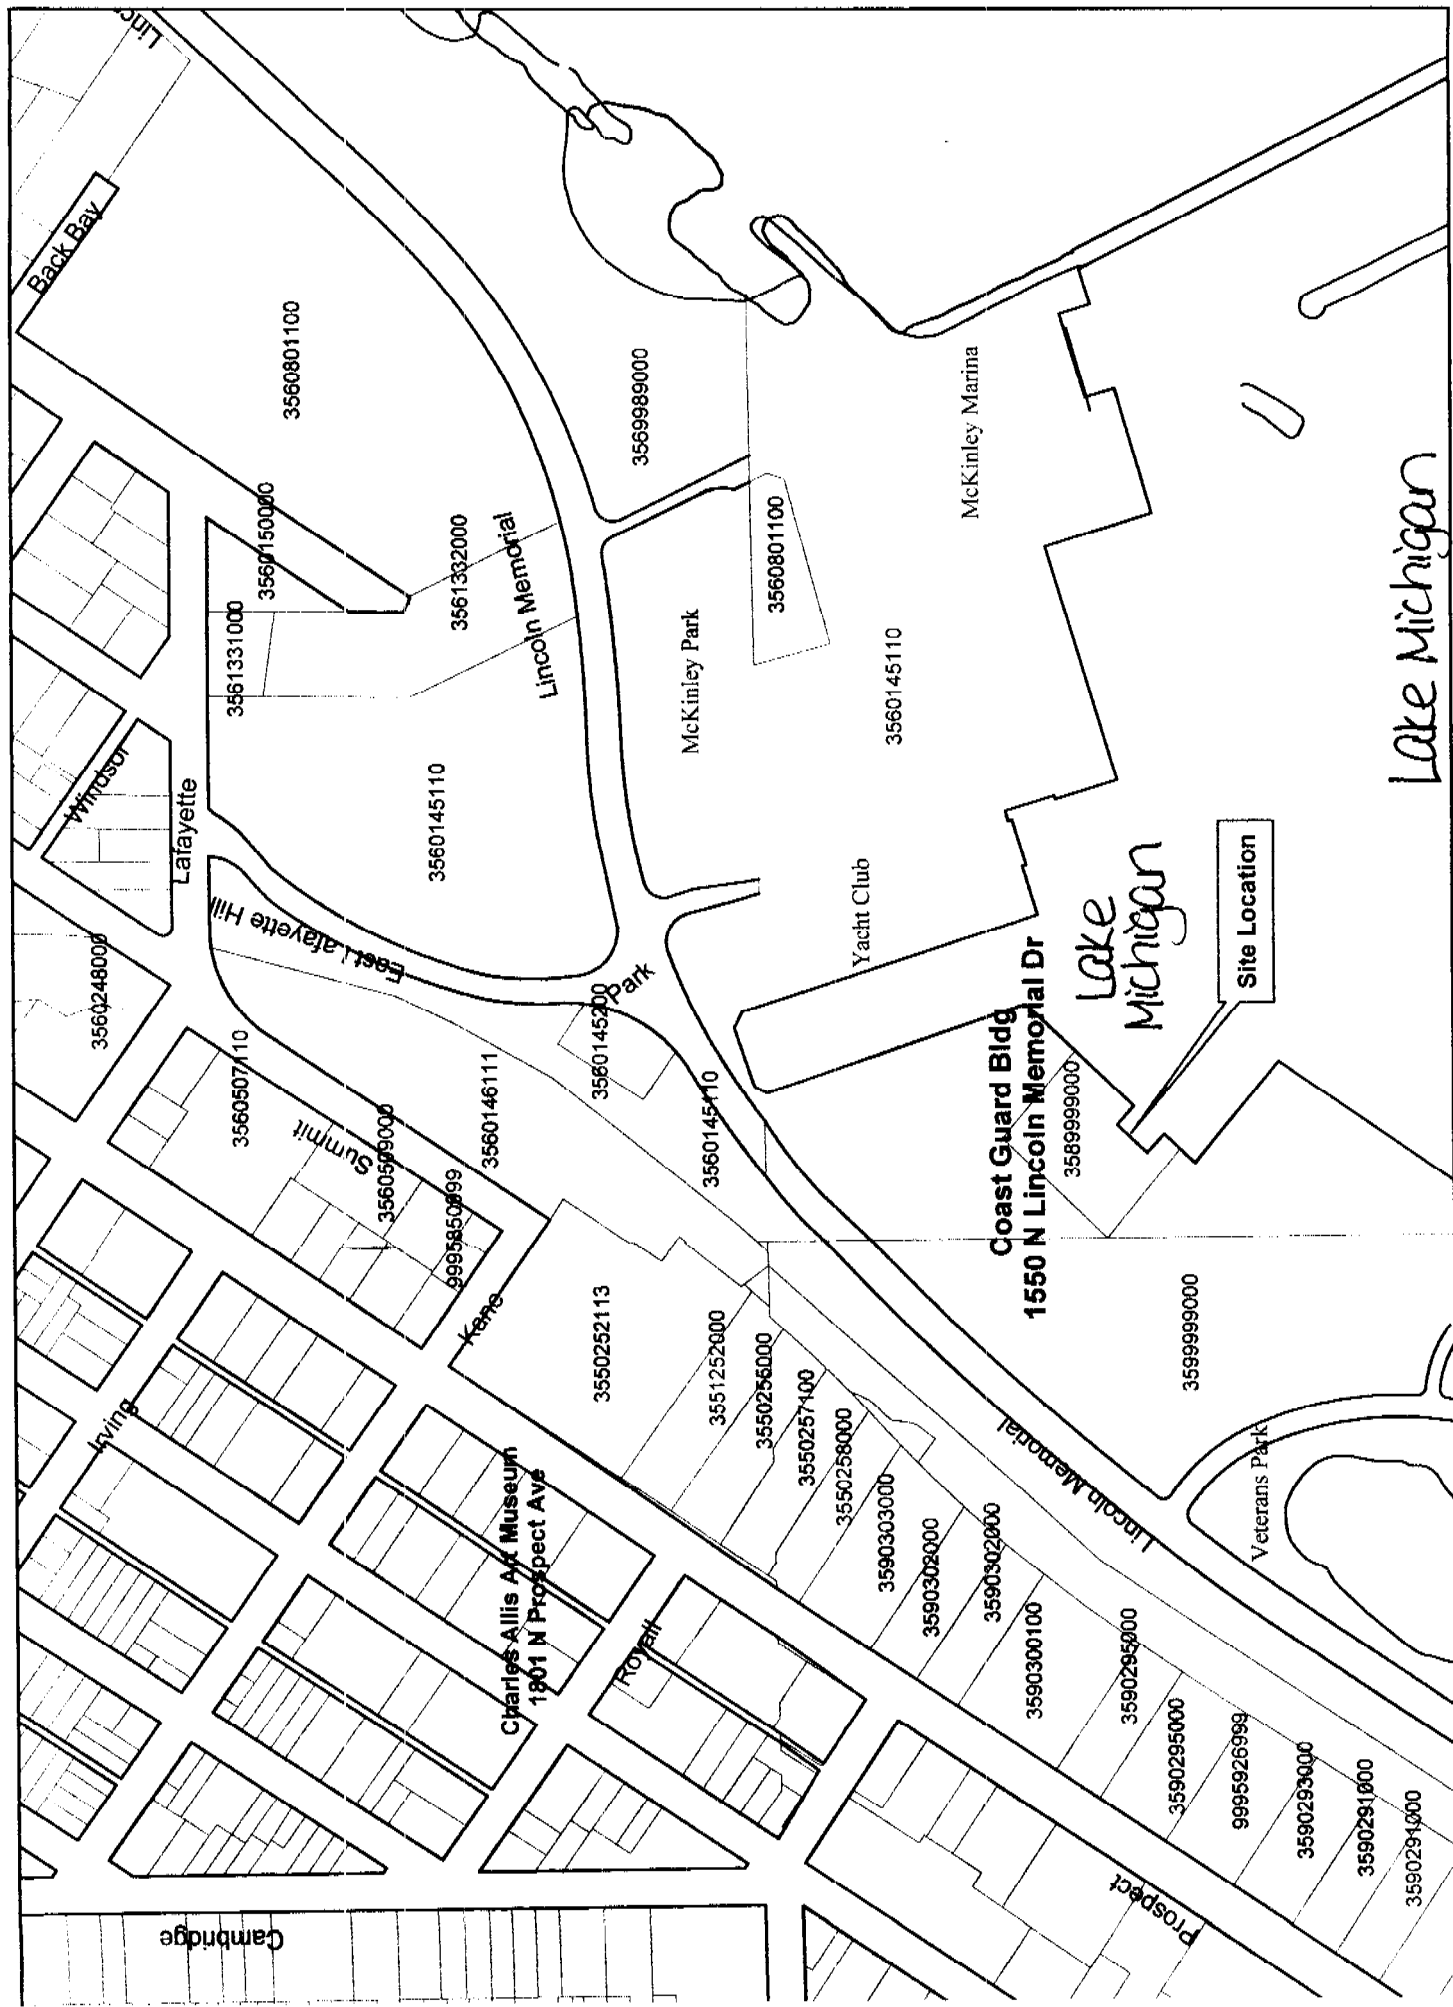 Lincoln
Back Bay
3560801100
3560150000
3561331000
3561332000
Lincoln Memorial
3569989000
McKinley Park
3560801100
McKinley Marina
3560145110
Windsor
Lafayette
3560145110
East Lafayette Hill
3560248000
Park
Yacht Club
Lake
Michigan
Lake Michigan
Site Location
Coast Guard Bldg
1550 N Lincoln Memorial Dr
3589999000
3560507110
Summit
3560509000
9995850999
3560146111
3560145200
3560145110
Kane
Irving
3550252113
3551252000
3550256000
3550257100
3550258000
3590303000
3590302000
3590302000
3590300100
3590295000
3590295000
9995926999
3590293000
3590291000
3590291000
Lincoln Memorial
3599999000
Veterans Park
Charles Allis Art Museum
1801 N Prospect Ave
Royall
Prospect
Cambridge